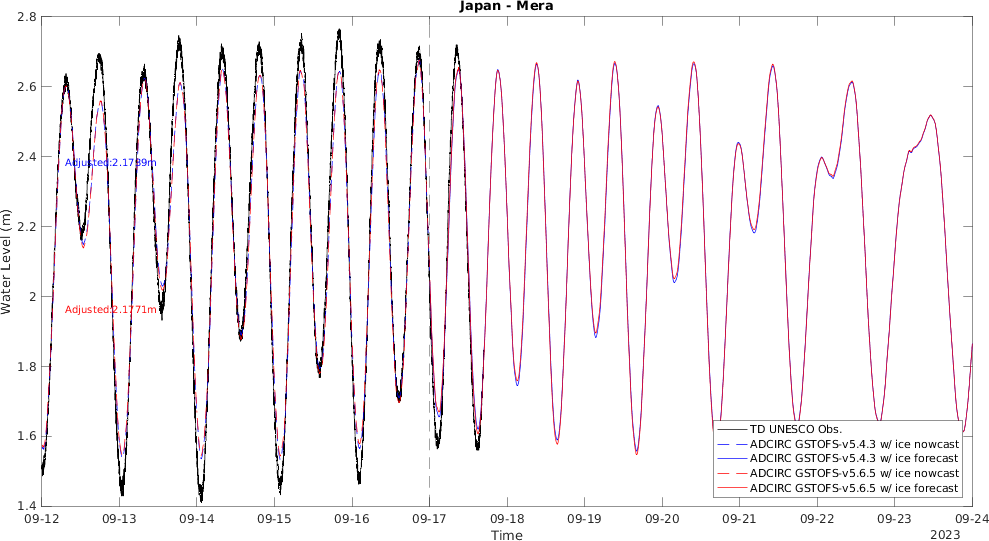 Japan - Mera
2.8
2.6
2.4
2.2
2
1.8
1.6
1.4
Water Level (m)
Adjusted:2.1789m
Adjusted:2.1771m
TD UNESCO Obs.
ADCIRC GSTOFS-v5.4.3 w/ ice nowcast
ADCIRC GSTOFS-v5.4.3 w/ ice forecast
ADCIRC GSTOFS-v5.6.5 w/ ice nowcast
ADCIRC GSTOFS-v5.6.5 w/ ice forecast
09-12 09-13 09-14 09-15 09-16 09-17 09-18 09-19 09-20 09-21 09-22 09-23 09-24
Time
2023